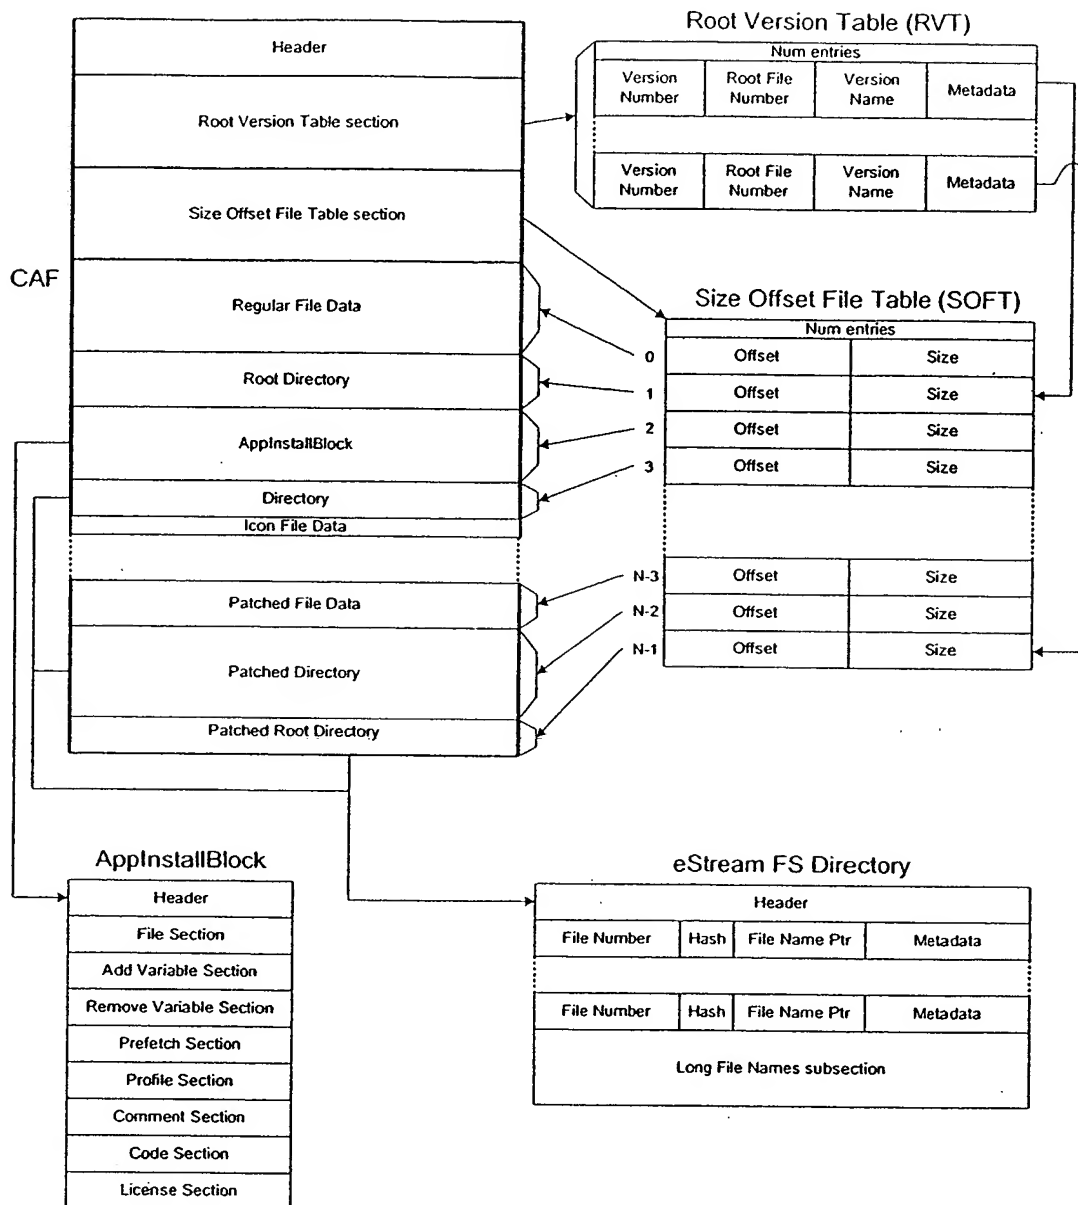 Root Version Table (RVT)
Num entries
Version Number
Root File Number
Version Name
Metadata
Version Number
Root File Number
Version Name
Metadata
CAF
Header
Root Version Table section
Size Offset File Table section
Regular File Data
Root Directory
AppInstallBlock
Directory
Icon File Data
Patched File Data
Patched Directory
Patched Root Directory
Size Offset File Table (SOFT)
Num entries
0 Offset Size
1 Offset Size
2 Offset Size
3 Offset Size
N-3 Offset Size
N-2 Offset Size
N-1 Offset Size
AppInstallBlock
Header
File Section
Add Variable Section
Remove Variable Section
Prefetch Section
Profile Section
Comment Section
Code Section
License Section
eStream FS Directory
Header
File Number Hash File Name Ptr Metadata
File Number Hash File Name Ptr Metadata
Long File Names subsection